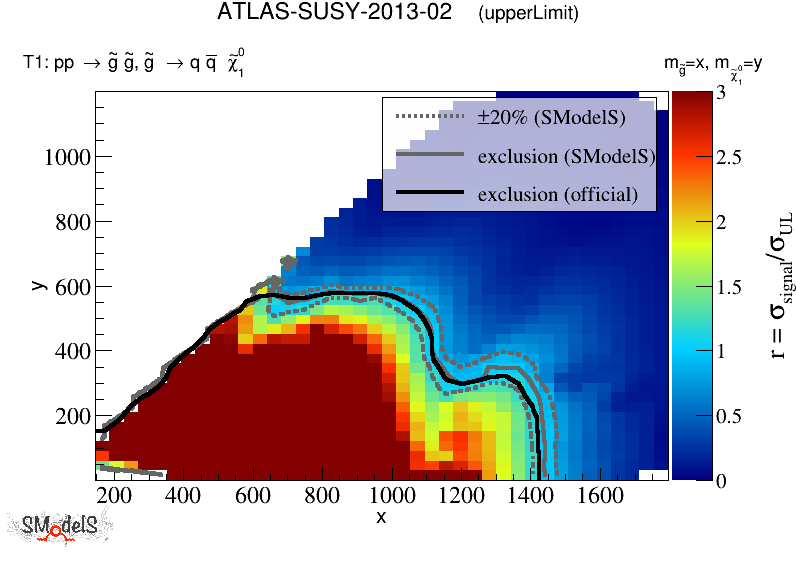 ATLAS-SUSY-2013-02 (upperLimit)
T1: pp → g̃ g̃, g̃ → q q̅ χ̃₁⁰
m_g̃=x, m_χ̃₁⁰=y
±20% (SModelS)
exclusion (SModelS)
exclusion (official)
3
2.5
2
1.5
1
0.5
0
r = σ_signal/σ_UL
1000
800
600
400
200
y
200 400 600 800 1000 1200 1400 1600
x
SModelS